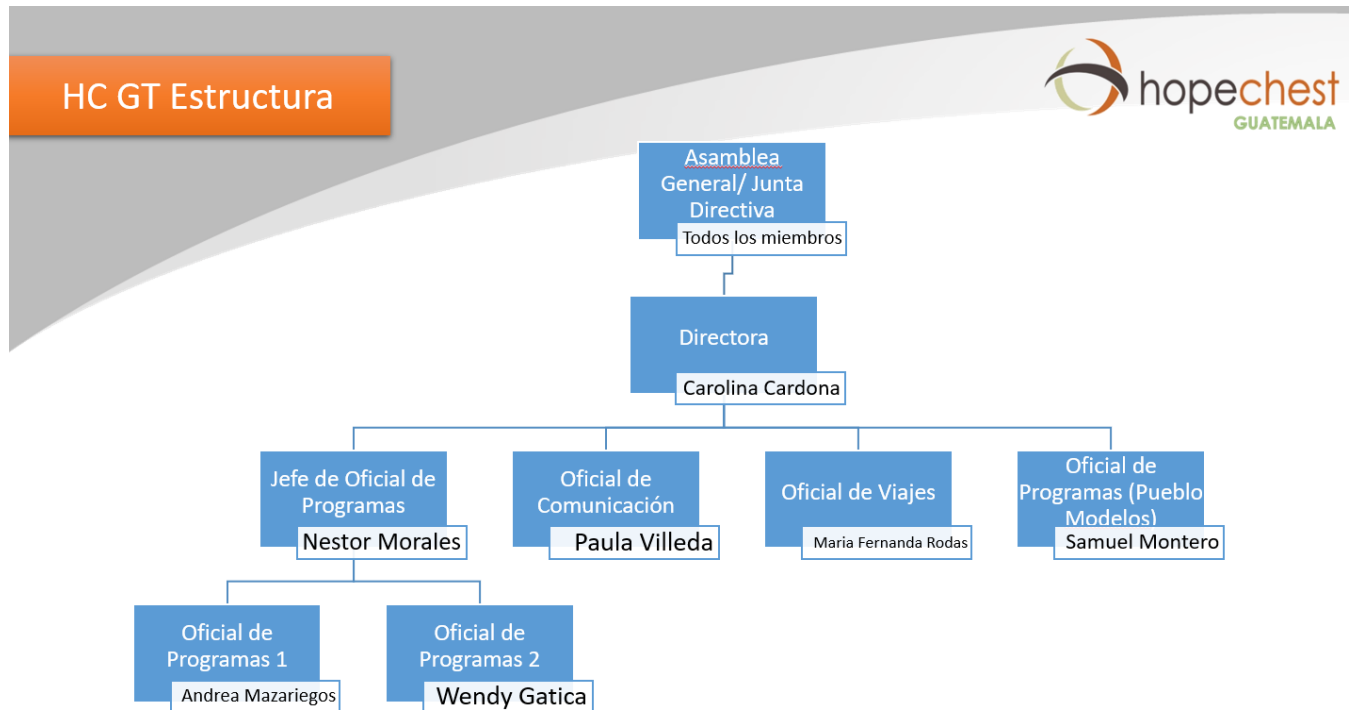 HC GT Estructura
hopechest
GUATEMALA
Asamblea
General/ Junta
Directiva
Todos los miembros
Directora
Carolina Cardona
Jefe de Oficial de
Programas
Nestor Morales
Oficial de
Comunicación
Paula Villeda
Oficial de Viajes
Maria Fernanda Rodas
Oficial de
Programas (Pueblo
Modelos)
Samuel Montero
Oficial de
Programas 1
Andrea Mazariegos
Oficial de
Programas 2
Wendy Gatica